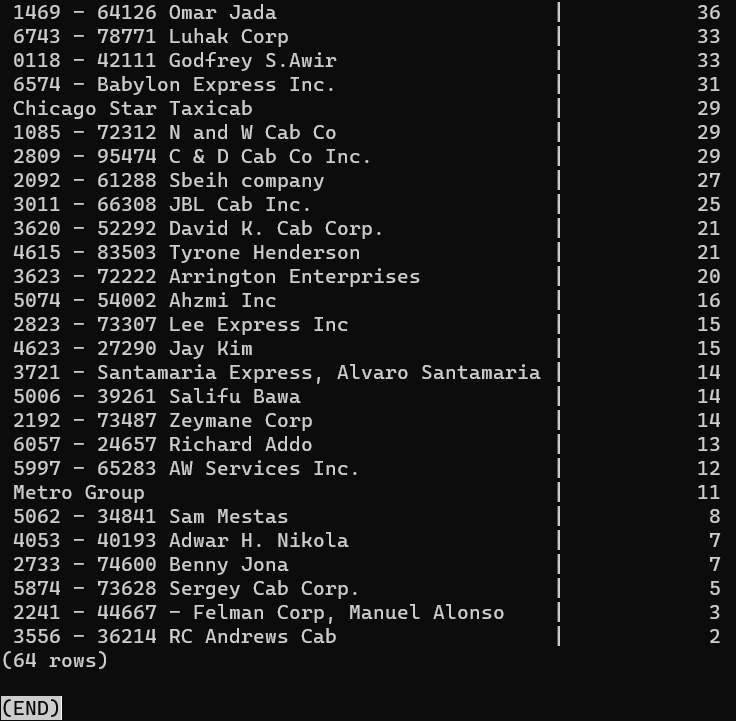 1469 - 64126 Omar Jada | 36
6743 - 78771 Luhak Corp | 33
0118 - 42111 Godfrey S.Awir | 33
6574 - Babylon Express Inc. | 31
Chicago Star Taxicab | 29
1085 - 72312 N and W Cab Co | 29
2809 - 95474 C & D Cab Co Inc. | 29
2092 - 61288 Sbeih company | 27
3011 - 66308 JBL Cab Inc. | 25
3620 - 52292 David K. Cab Corp. | 21
4615 - 83503 Tyrone Henderson | 21
3623 - 72222 Arrington Enterprises | 20
5074 - 54002 Ahzmi Inc | 16
2823 - 73307 Lee Express Inc | 15
4623 - 27290 Jay Kim | 15
3721 - Santamaria Express, Alvaro Santamaria | 14
5006 - 39261 Salifu Bawa | 14
2192 - 73487 Zeymane Corp | 14
6057 - 24657 Richard Addo | 13
5997 - 65283 AW Services Inc. | 12
Metro Group | 11
5062 - 34841 Sam Mestas | 8
4053 - 40193 Adwar H. Nikola | 7
2733 - 74600 Benny Jona | 7
5874 - 73628 Sergey Cab Corp. | 5
2241 - 44667 - Felman Corp, Manuel Alonso | 3
3556 - 36214 RC Andrews Cab | 2
(64 rows)
(END)